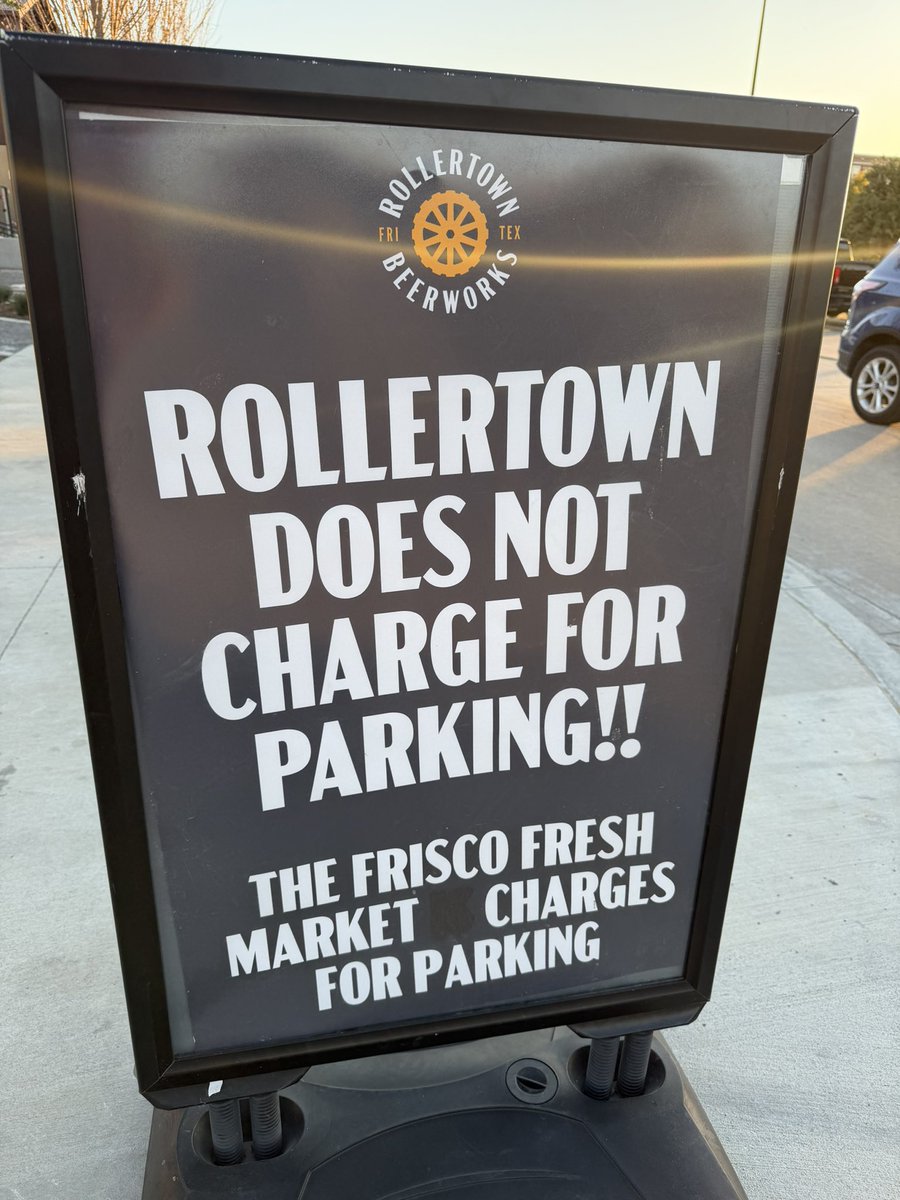 ROLLERTOWN
FRI TEX
BEERWORKS
ROLLERTOWN
DOES NOT
CHARGE FOR
PARKING!!
THE FRISCO FRESH
MARKET CHARGES
FOR PARKING